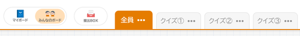 マイボード
みんなのボード
提出BOX
全員 •••
クイズ① •••
クイズ② •••
クイズ③ •••